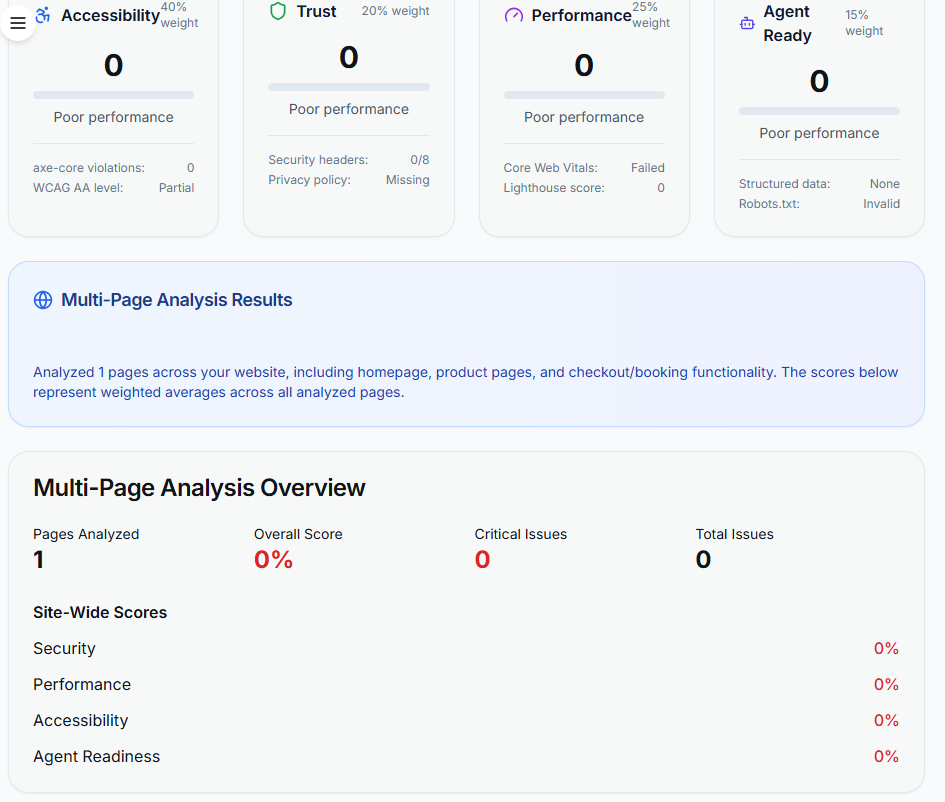 Accessibility
40% weight
0
Poor performance
axe-core violations: 0
WCAG AA level: Partial
Trust
20% weight
0
Poor performance
Security headers: 0/8
Privacy policy: Missing
Performance
25% weight
0
Poor performance
Core Web Vitals: Failed
Lighthouse score: 0
Agent
Ready
15%
weight
0
Poor performance
Structured data: None
Robots.txt: Invalid
Multi-Page Analysis Results
Analyzed 1 pages across your website, including homepage, product pages, and checkout/booking functionality. The scores below
represent weighted averages across all analyzed pages.
Multi-Page Analysis Overview
Pages Analyzed
1
Overall Score
0%
Critical Issues
0
Total Issues
0
Site-Wide Scores
Security 0%
Performance 0%
Accessibility 0%
Agent Readiness 0%